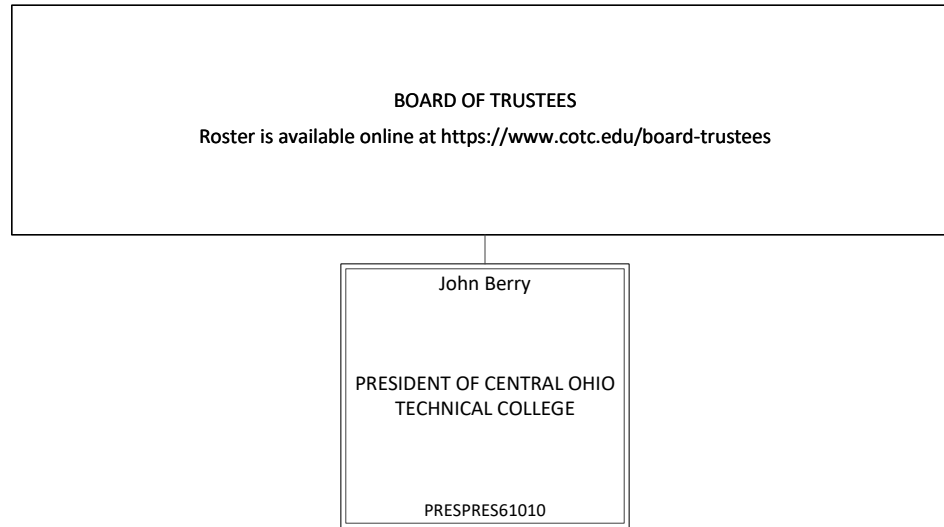 BOARD OF TRUSTEES
Roster is available online at https://www.cotc.edu/board-trustees
John Berry
PRESIDENT OF CENTRAL OHIO
TECHNICAL COLLEGE
PRESPRES61010